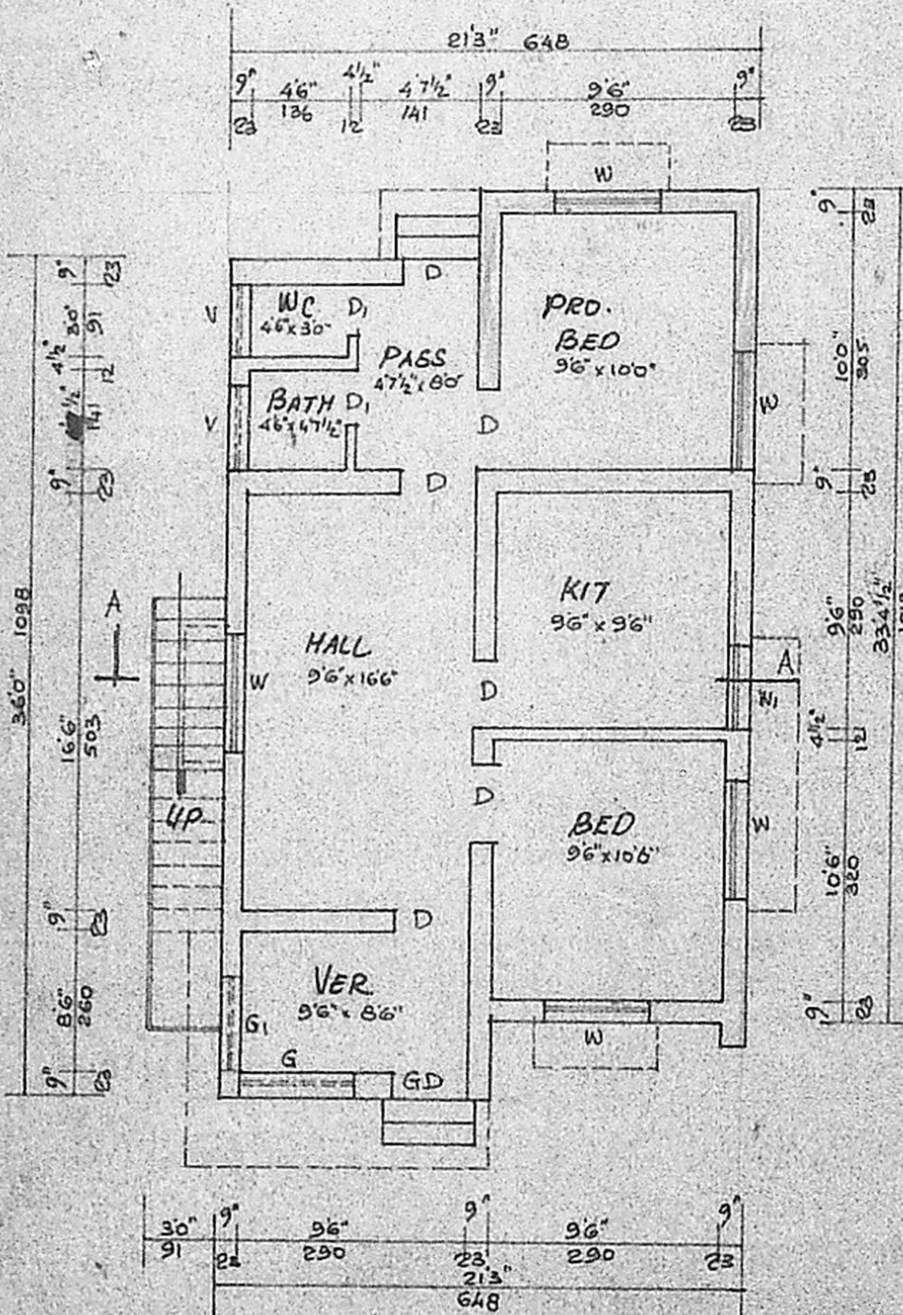 21'3" 648
9" 4'6" 4½" 4'7½" 9" 9'6" 9"
23 136 12 141 23 290 23
W
9"
23
D
9"
23
V
WC
4'6"x3'0"
D1
3'0"
91
PRO.
BED
9'6"x10'0"
10'0"
305
W
4½"
12
PASS
4'7½"x8'0"
V
BATH D1
4'6"x4'7½"
141
D
D
9"
23
9"
23
36'0" 1098
A
HALL
9'6"x16'6"
W
16'6"
503
KIT
9'6"x9'6"
9'6"
290
33'4½"
A
W1
D
4½"
12
UP
D
BED
9'6"x10'6"
W
10'6"
320
9"
23
D
VER.
9'6"x8'6"
8'6"
260
G1
G
GD
9"
23
W
9"
23
3'0" 9" 9'6" 9" 9'6" 9"
91 23 290 23 290 23
21'3"
648